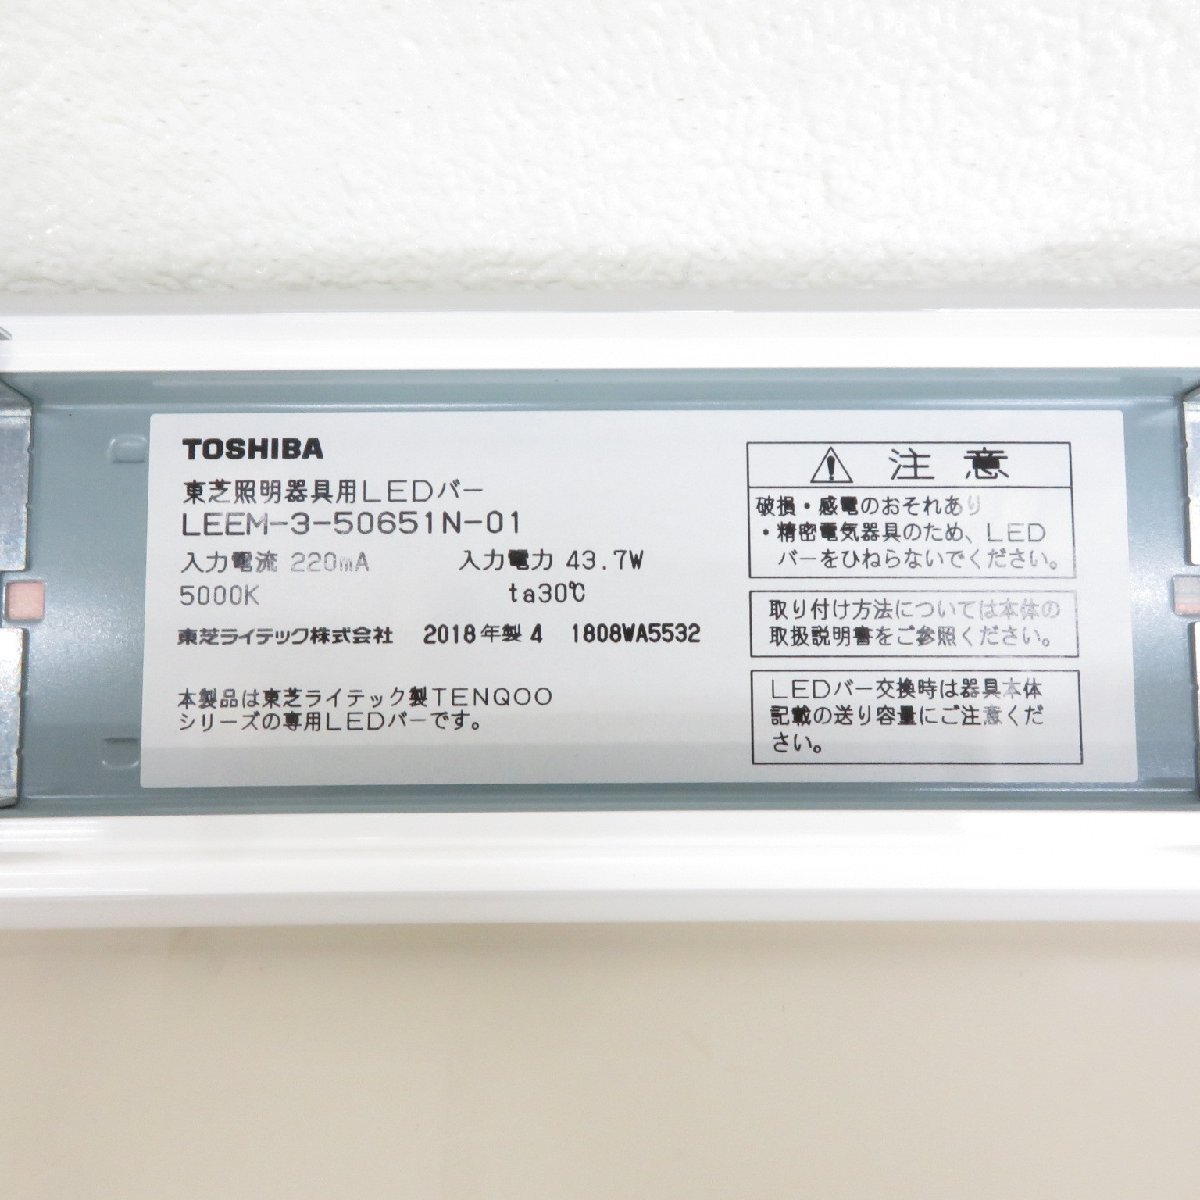 TOSHIBA
東芝照明器具用LEDバー
LEEM-3-50651N-01
入力電流 220mA 入力電力 43.7W
5000K ta30℃
東芝ライテック株式会社 2018年製 4 1808WA5532
本製品は東芝ライテック製TENQOO
シリーズの専用LEDバーです。
注意
破損・感電のおそれあり
・精密電気器具のため、LED
バーをひねらないでください。
取り付け方法については本体の
取扱説明書をご参照ください。
LEDバー交換時は器具本体
記載の送り容量にご注意くだ
さい。